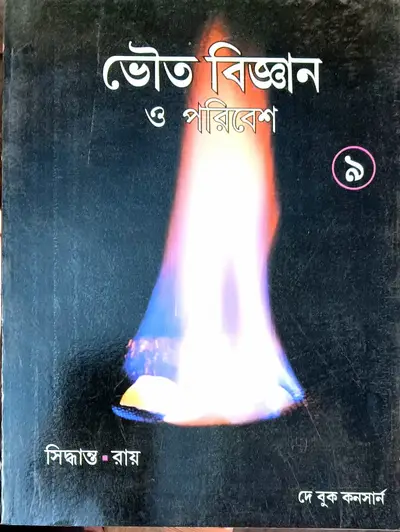 ভৌত বিজ্ঞান
ও পরিবেশ
৯
সিদ্ধান্ত ▪ রায়
দে বুক কনসার্ন